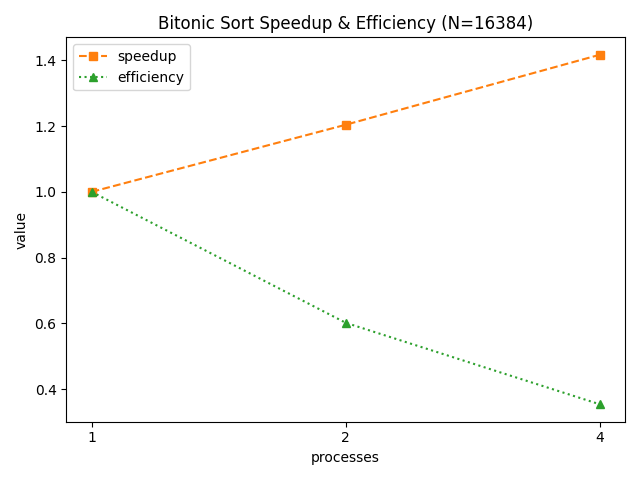 Bitonic Sort Speedup & Efficiency (N=16384)
speedup
efficiency
1.4
1.2
1.0
0.8
0.6
0.4
value
1 2 4
processes